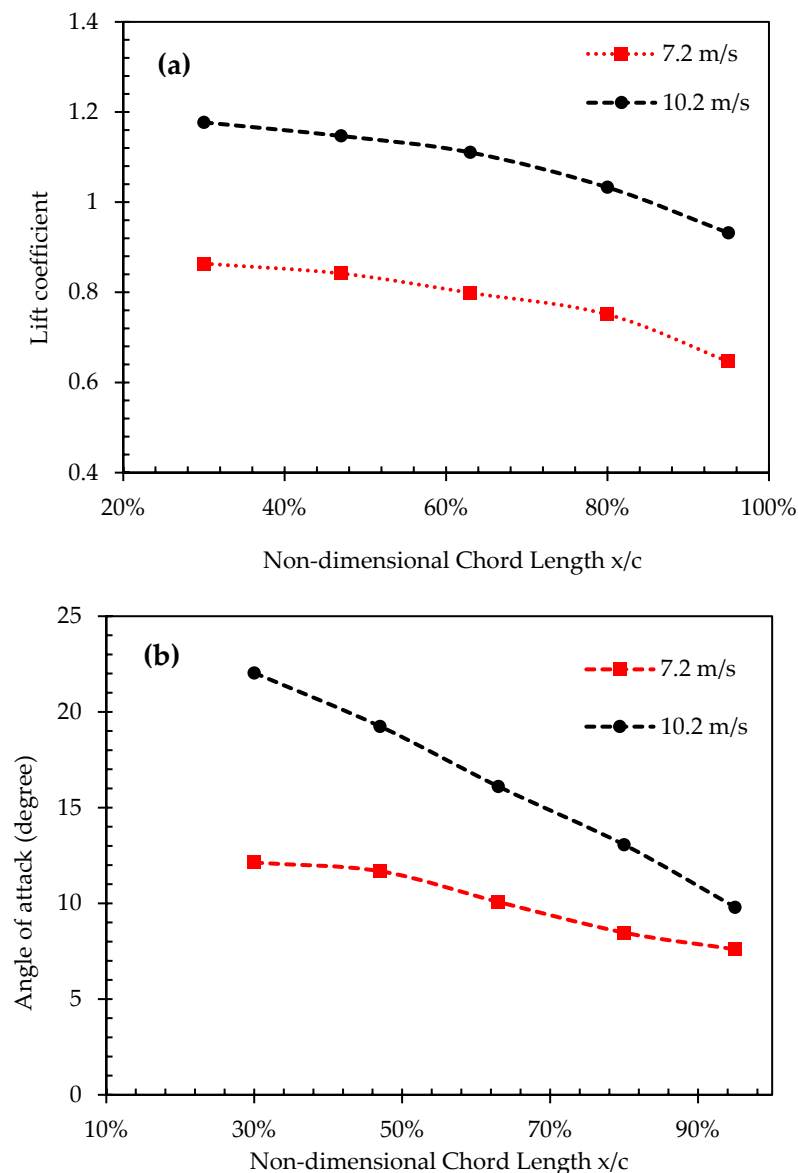 (a)
7.2 m/s
10.2 m/s
1.4
1.2
1
0.8
0.6
0.4
Lift coefficient
20%
40%
60%
80%
100%
Non-dimensional Chord Length x/c
(b)
7.2 m/s
10.2 m/s
25
20
15
10
5
0
Angle of attack (degree)
10%
30%
50%
70%
90%
Non-dimensional Chord Length x/c